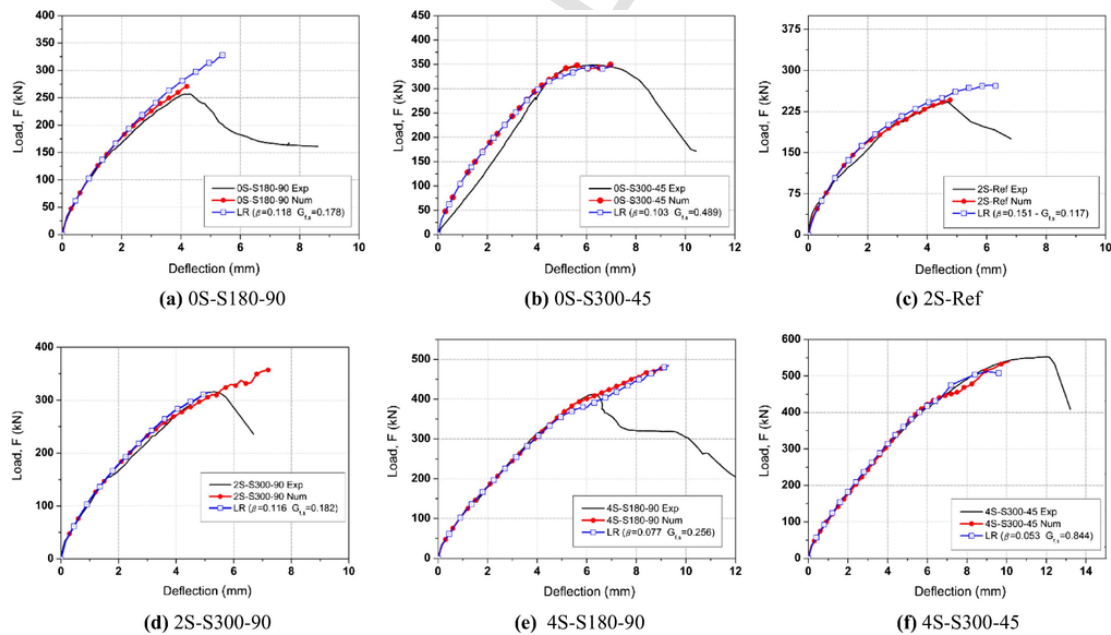 400
350
300
250
200
150
100
50
0
Load, F (kN)
0 2 4 6 8 10
Deflection (mm)
0S-S180-90 Exp
0S-S180-90 Num
LR (β=0.118 Gf,s=0.178)
(a) 0S-S180-90
450
400
350
300
250
200
150
100
50
0
Load, F (kN)
0 2 4 6 8 10 12
Deflection (mm)
0S-S300-45 Exp
0S-S300-45 Num
LR (β=0.103 Gf,s=0.489)
(b) 0S-S300-45
375
300
225
150
75
0
Load, F (kN)
0 2 4 6 8 10
Deflection (mm)
2S-Ref Exp
2S-Ref Num
LR (β=0.151 - Gf,s=0.117)
(c) 2S-Ref
400
300
200
100
0
Load, F (kN)
0 2 4 6 8 10
Deflection (mm)
2S-S300-90 Exp
2S-S300-90 Num
LR (β=0.116 Gf,s=0.182)
(d) 2S-S300-90
500
400
300
200
100
0
Load, F (kN)
0 2 4 6 8 10 12
Deflection (mm)
4S-S180-90 Exp
4S-S180-90 Num
LR (β=0.077 Gf,s=0.256)
(e) 4S-S180-90
600
500
400
300
200
100
0
Load, F (kN)
0 2 4 6 8 10 12 14
Deflection (mm)
4S-S300-45 Exp
4S-S300-45 Num
LR (β=0.053 Gf,s=0.844)
(f) 4S-S300-45